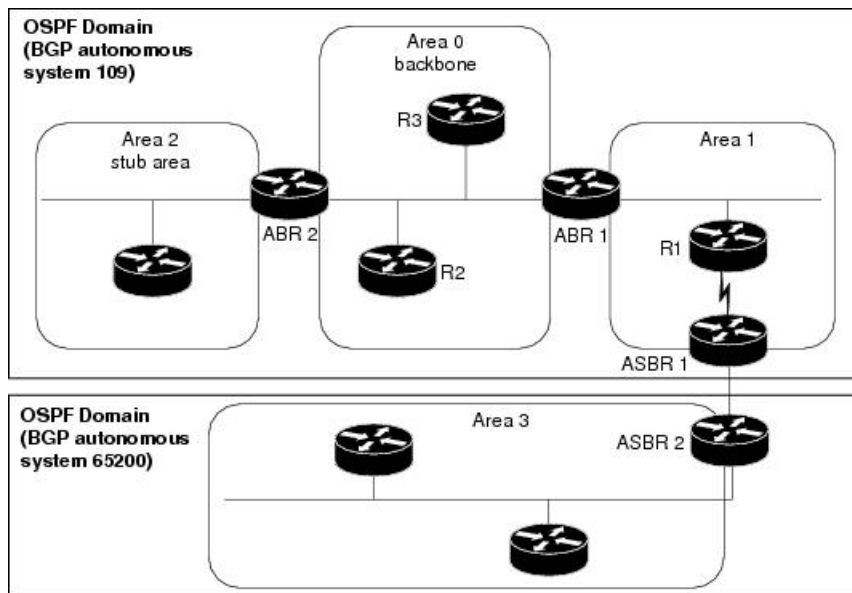 OSPF Domain
(BGP autonomous
system 109)
Area 0
backbone
R3
Area 2
stub area
Area 1
ABR 2
ABR 1
R1
R2
ASBR 1
OSPF Domain
(BGP autonomous
system 65200)
Area 3
ASBR 2